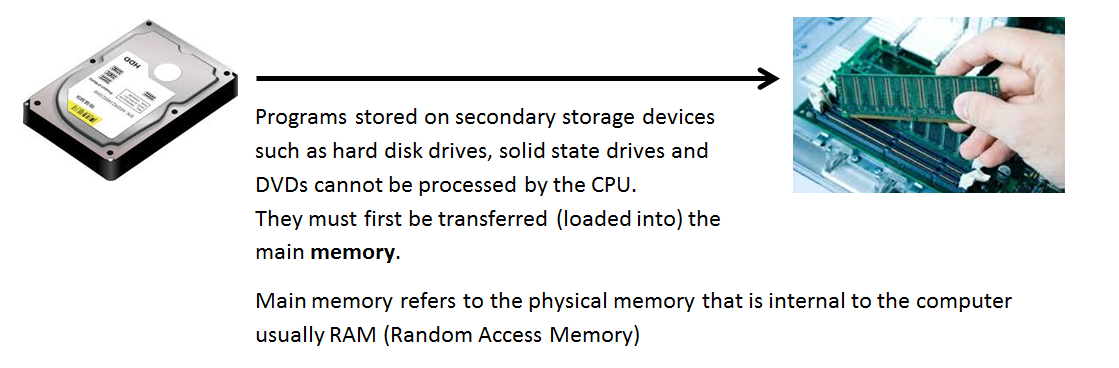 HDD
Programs stored on secondary storage devices
such as hard disk drives, solid state drives and
DVDs cannot be processed by the CPU.
They must first be transferred (loaded into) the
main memory.
Main memory refers to the physical memory that is internal to the computer
usually RAM (Random Access Memory)